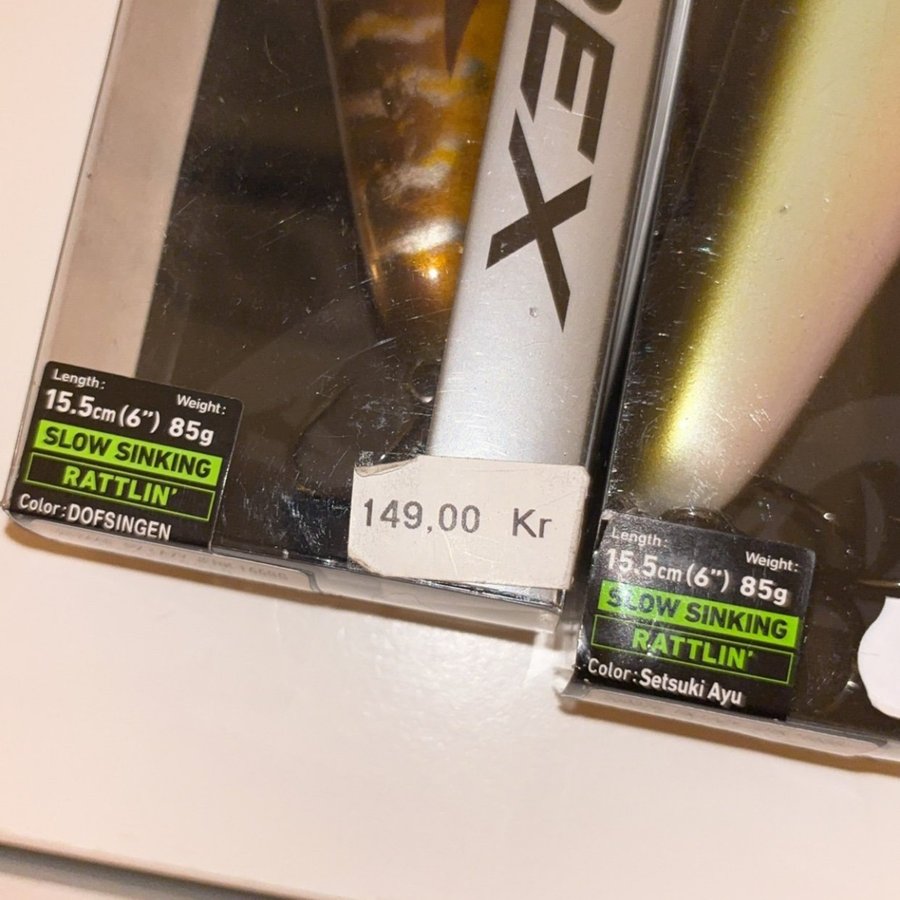 EX
Length:
Weight:
15.5cm (6") 85g
SLOW SINKING
RATTLIN'
Color: DOFSINGEN
149,00 Kr
Length:
Weight:
15.5cm (6") 85g
SLOW SINKING
RATTLIN'
Color: Setsuki Ayu